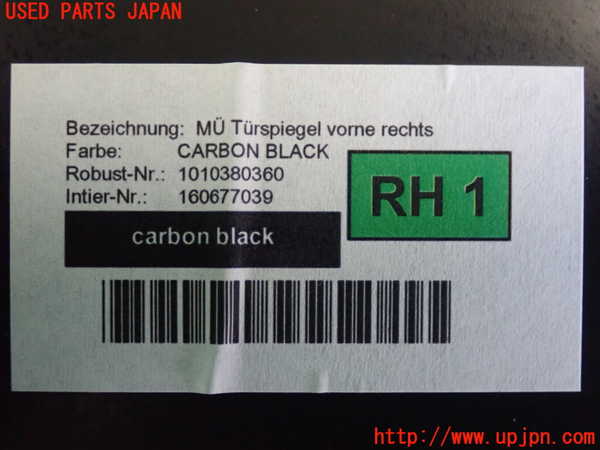 USED PARTS JAPAN
Bezeichnung: MÜ Türspiegel vorne rechts
Farbe: CARBON BLACK
Robust-Nr.: 1010380360
Intier-Nr.: 160677039
RH 1
carbon black
http://www.upjpn.com/